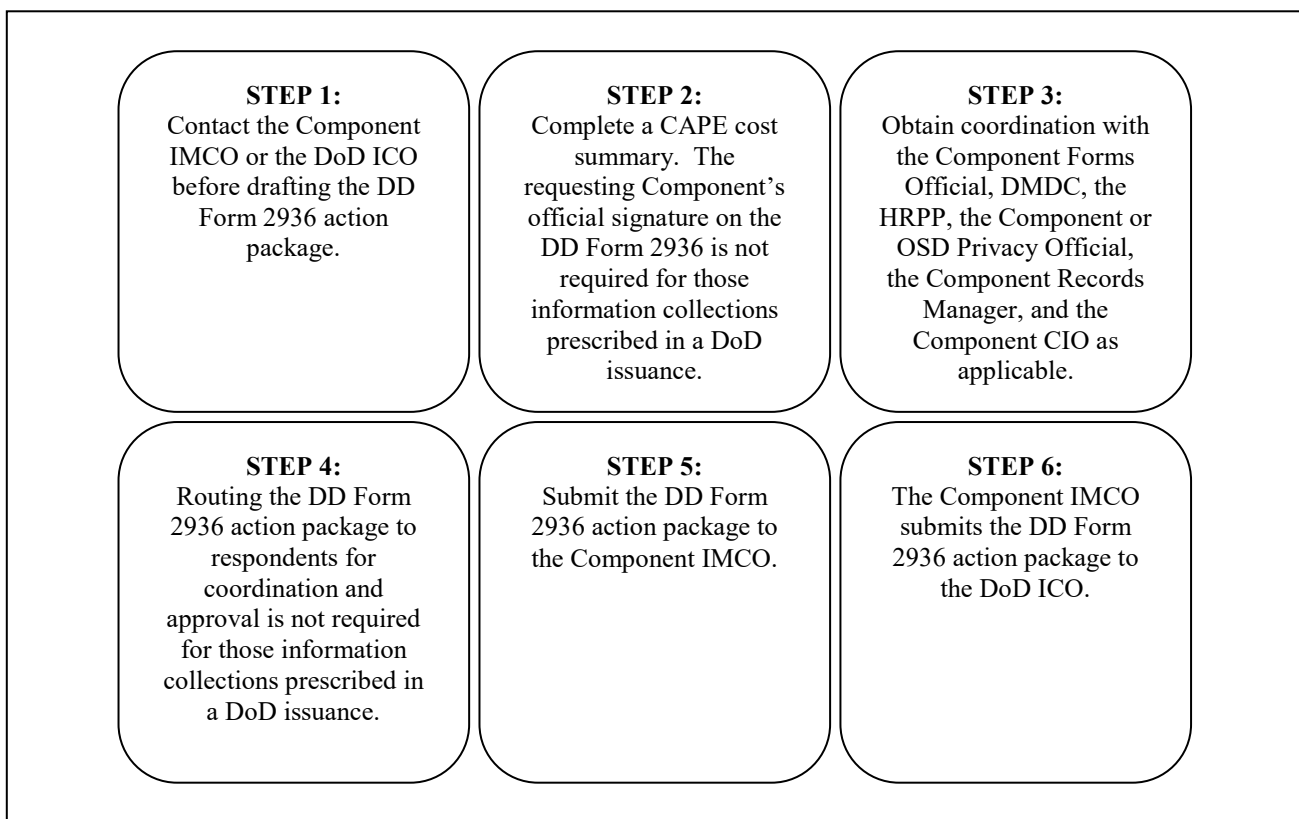 STEP 1:
Contact the Component
IMCO or the DoD ICO
before drafting the DD
Form 2936 action
package.
STEP 2:
Complete a CAPE cost
summary.  The
requesting Component’s
official signature on the
DD Form 2936 is not
required for those
information collections
prescribed in a DoD
issuance.
STEP 3:
Obtain coordination with
the Component Forms
Official, DMDC, the
HRPP, the Component or
OSD Privacy Official,
the Component Records
Manager, and the
Component CIO as
applicable.
STEP 4:
Routing the DD Form
2936 action package to
respondents for
coordination and
approval is not required
for those information
collections prescribed in
a DoD issuance.
STEP 5:
Submit the DD Form
2936 action package to
the Component IMCO.
STEP 6:
The Component IMCO
submits the DD Form
2936 action package to
the DoD ICO.